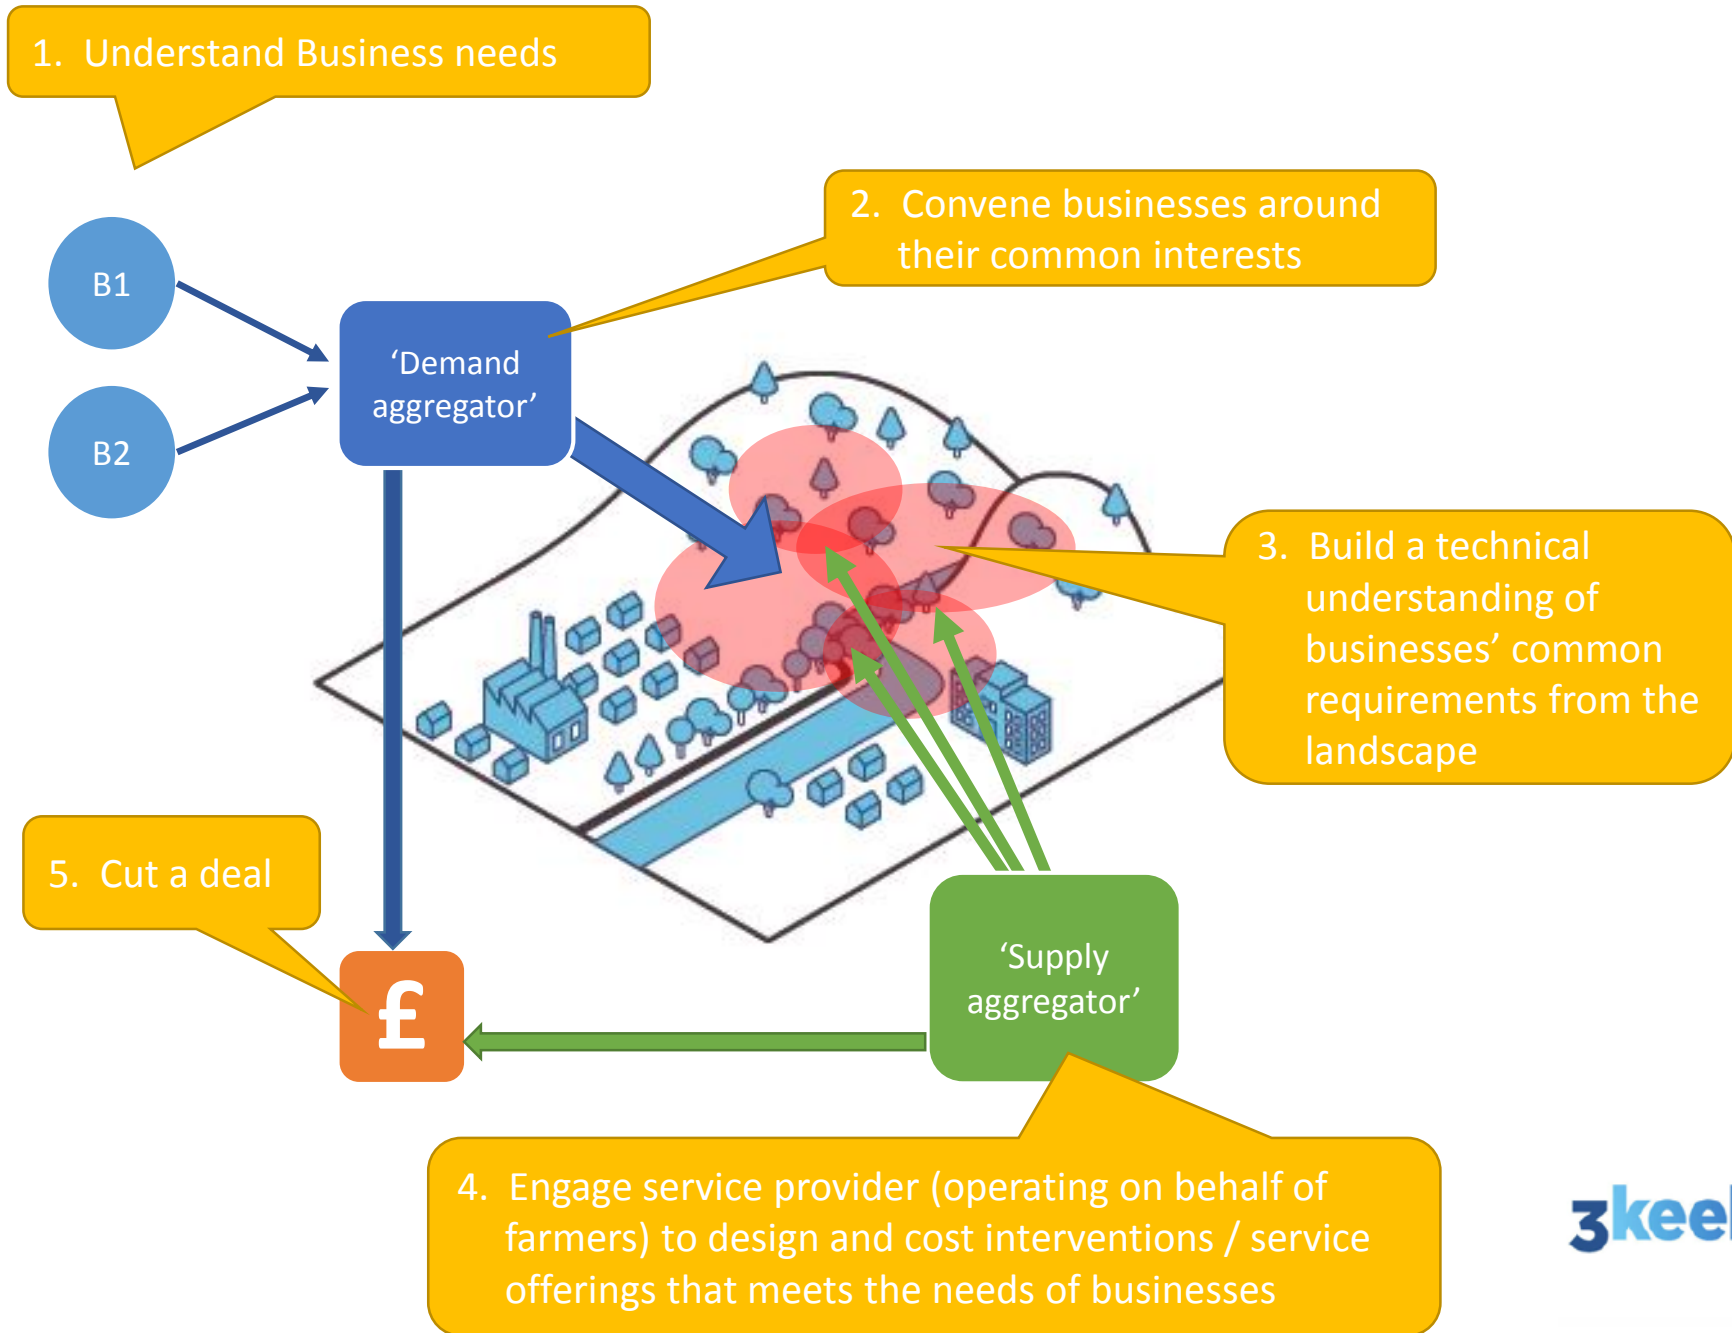 1. Understand Business needs
2. Convene businesses around
their common interests
B1
‘Demand
aggregator’
B2
3. Build a technical
understanding of
businesses’ common
requirements from the
landscape
5. Cut a deal
£
‘Supply
aggregator’
4. Engage service provider (operating on behalf of
farmers) to design and cost interventions / service
offerings that meets the needs of businesses
3keel